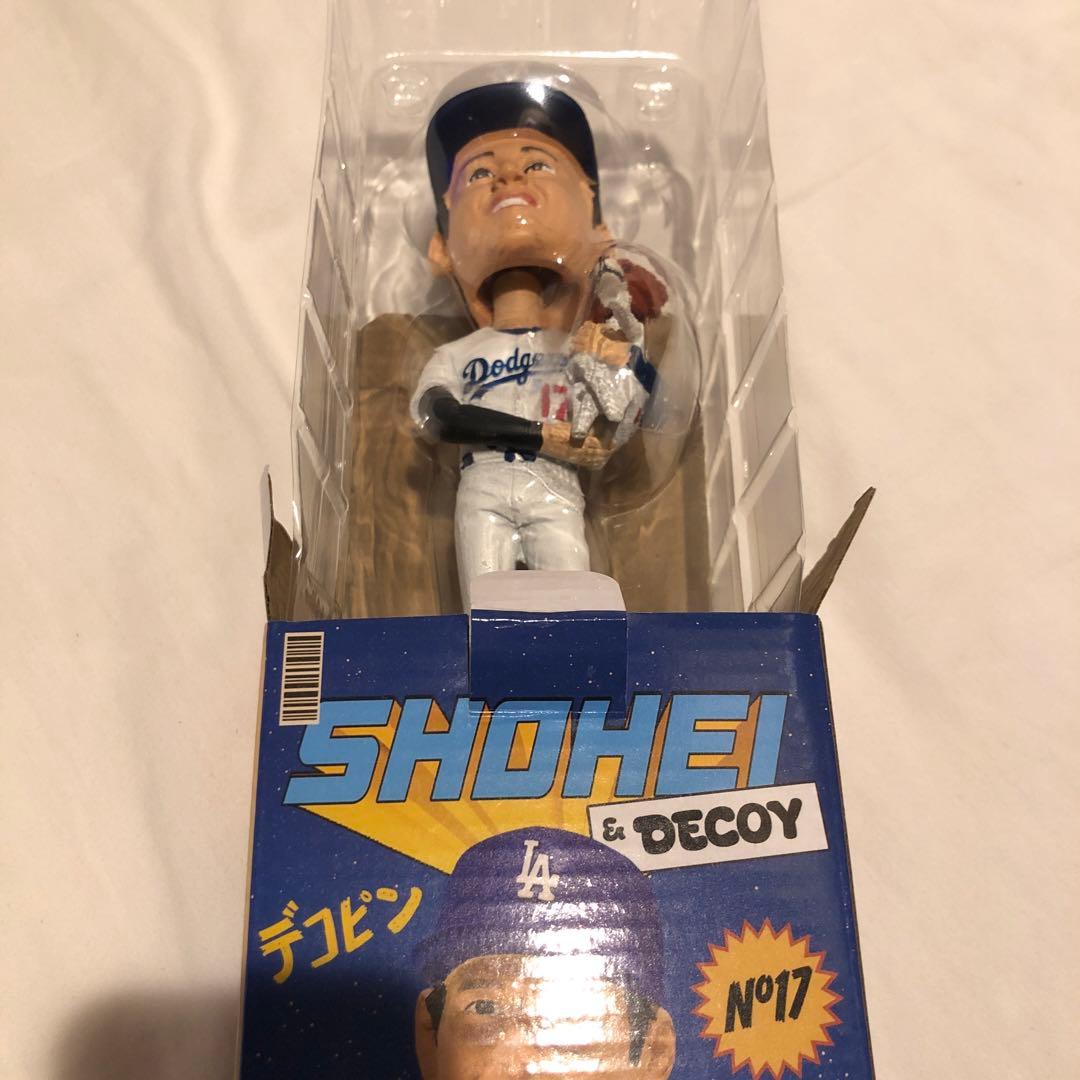 Dodgers
17
SHOHEI
& DECOY
LA
デコピン
Nº17